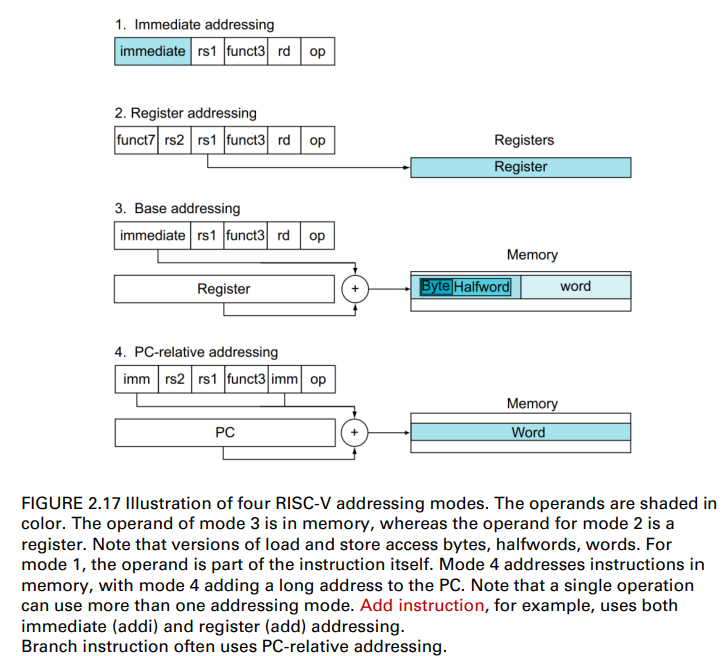 1. Immediate addressing
immediate rs1 funct3 rd op
2. Register addressing
funct7 rs2 rs1 funct3 rd op
Registers
Register
3. Base addressing
immediate rs1 funct3 rd op
Memory
Register
+
Byte Halfword word
4. PC-relative addressing
imm rs2 rs1 funct3 imm op
Memory
PC
+
Word
FIGURE 2.17 Illustration of four RISC-V addressing modes. The operands are shaded in
color. The operand of mode 3 is in memory, whereas the operand for mode 2 is a
register. Note that versions of load and store access bytes, halfwords, words. For
mode 1, the operand is part of the instruction itself. Mode 4 addresses instructions in
memory, with mode 4 adding a long address to the PC. Note that a single operation
can use more than one addressing mode. Add instruction, for example, uses both
immediate (addi) and register (add) addressing.
Branch instruction often uses PC-relative addressing.